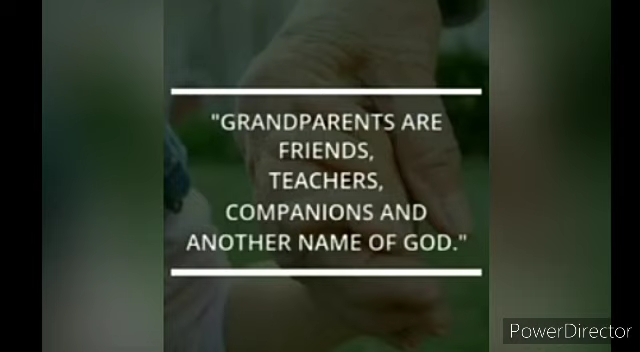 "GRANDPARENTS ARE
FRIENDS,
TEACHERS,
COMPANIONS AND
ANOTHER NAME OF GOD."
PowerDirector